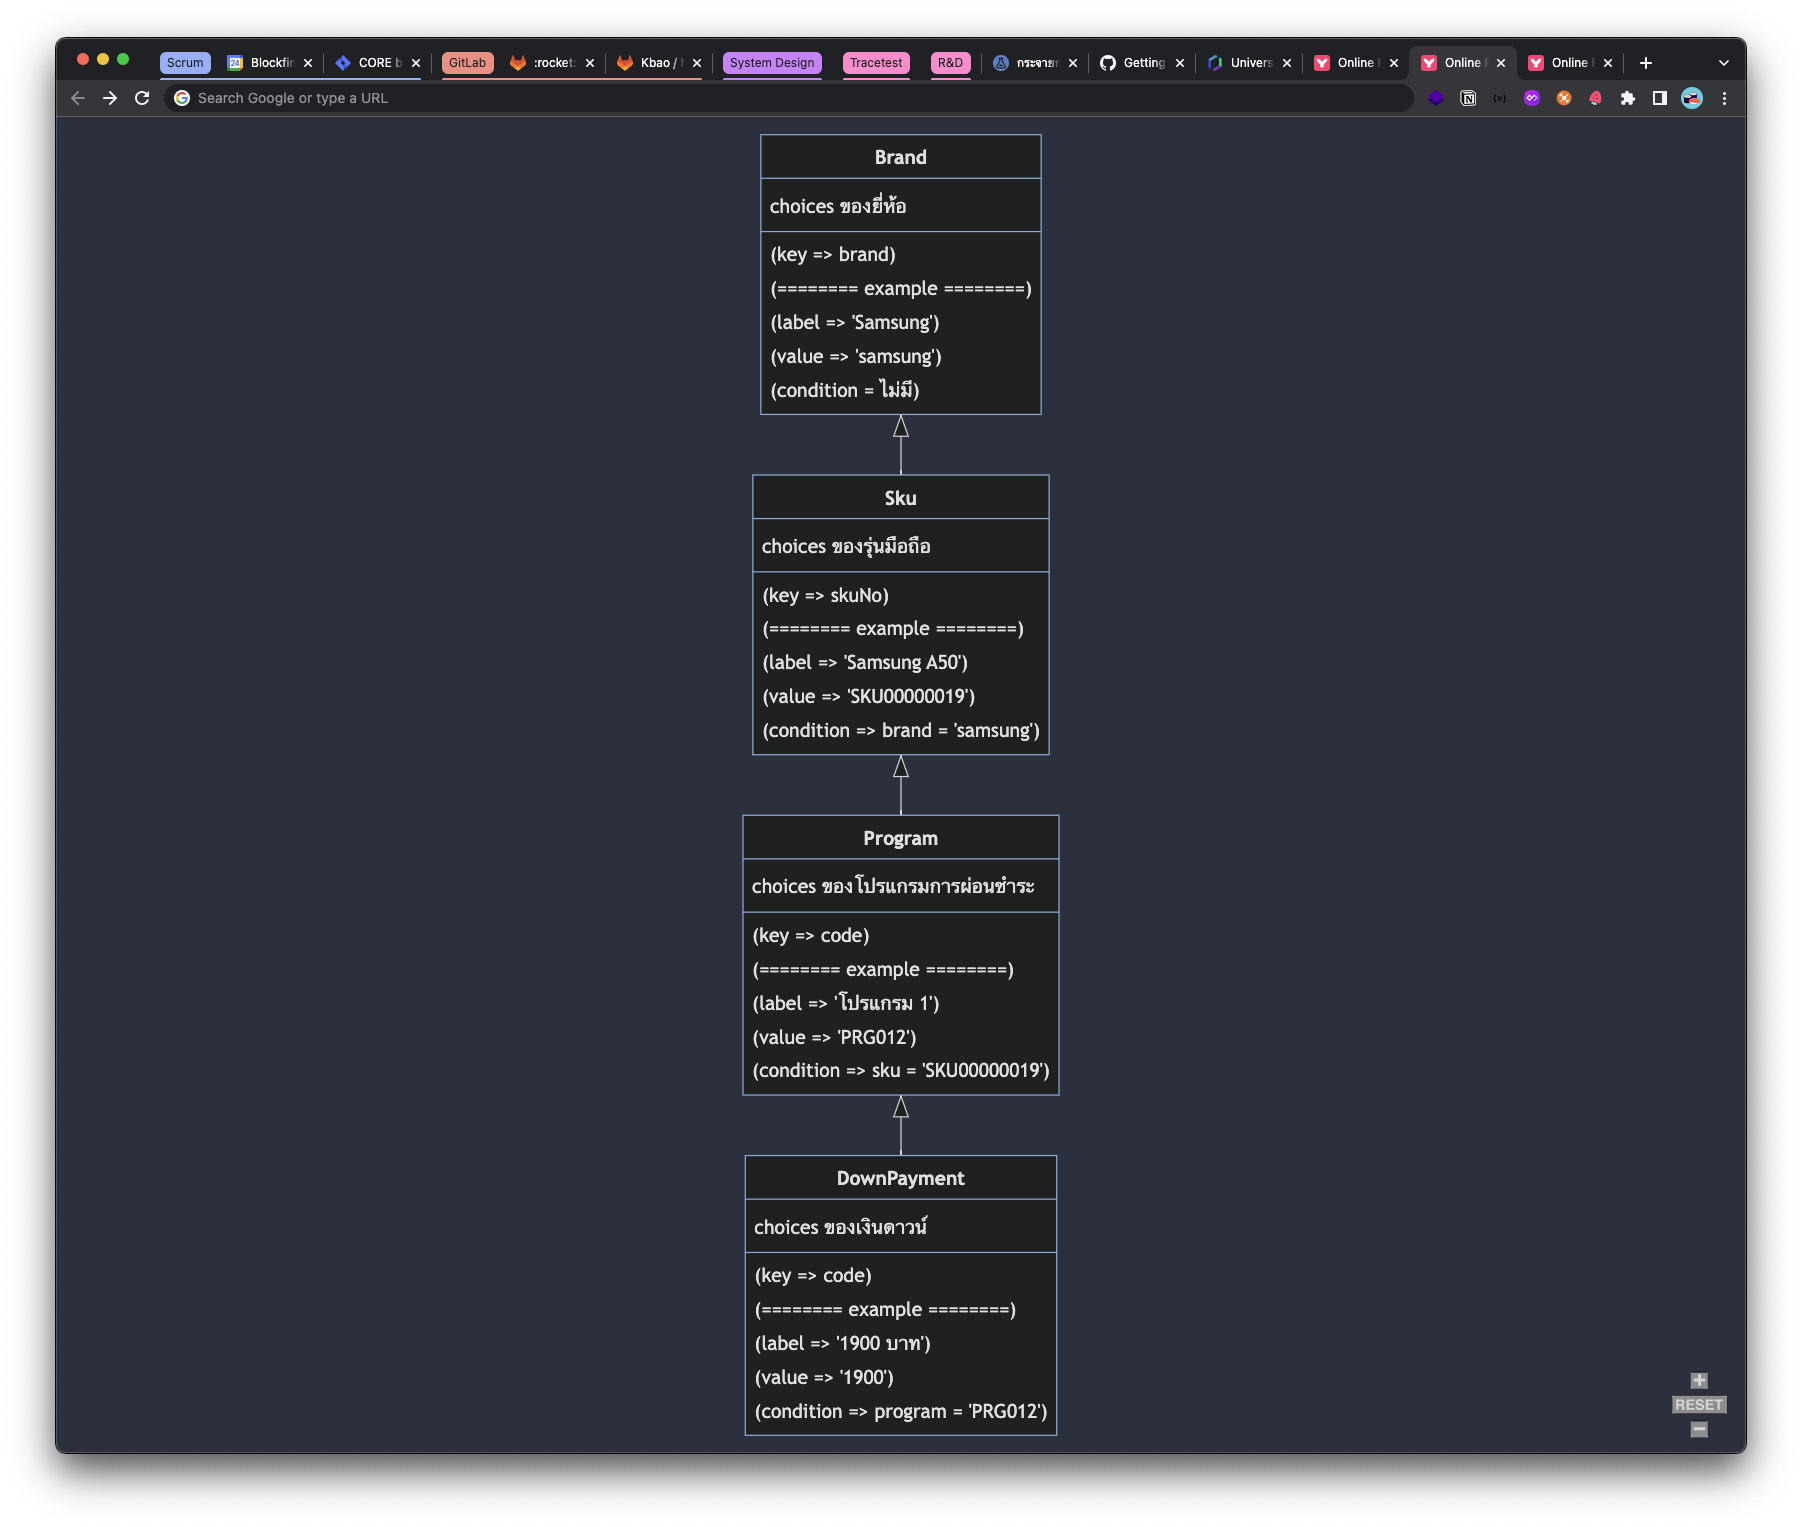 Scrum
Blockfin
CORE b
GitLab
:rocket:
Kbao /
System Design
Tracetest
R&D
กระจาย
Getting
Univers
Online
Online
Online
Search Google or type a URL
Brand
choices ของยี่ห้อ
(key => brand)
(======== example ========)
(label => 'Samsung')
(value => 'samsung')
(condition = ไม่มี)
Sku
choices ของรุ่นมือถือ
(key => skuNo)
(======== example ========)
(label => 'Samsung A50')
(value => 'SKU00000019')
(condition => brand = 'samsung')
Program
choices ของโปรแกรมการผ่อนชำระ
(key => code)
(======== example ========)
(label => 'โปรแกรม 1')
(value => 'PRG012')
(condition => sku = 'SKU00000019')
DownPayment
choices ของเงินดาวน์
(key => code)
(======== example ========)
(label => '1900 บาท')
(value => '1900')
(condition => program = 'PRG012')
RESET